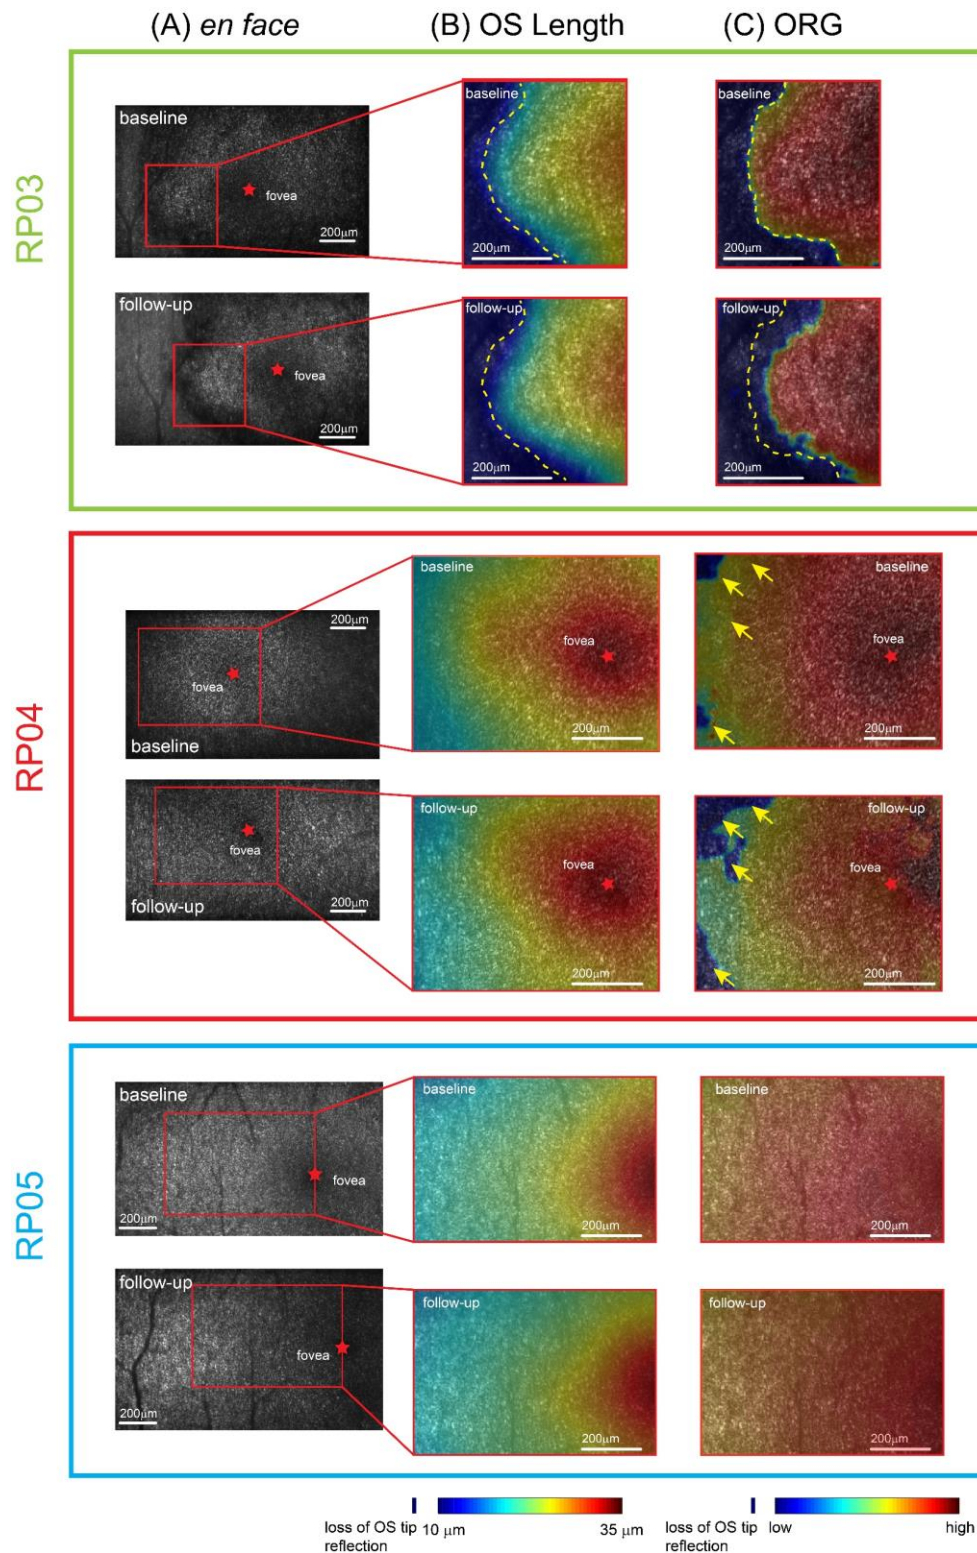 (A) en face
(B) OS Length
(C) ORG
RP03
baseline
fovea
200μm
baseline
200μm
baseline
200μm
follow-up
fovea
200μm
follow-up
200μm
follow-up
200μm
RP04
fovea
200μm
baseline
baseline
fovea
200μm
baseline
fovea
200μm
fovea
200μm
follow-up
follow-up
fovea
200μm
follow-up
fovea
200μm
RP05
baseline
fovea
200μm
baseline
200μm
baseline
200μm
follow-up
fovea
200μm
follow-up
200μm
follow-up
200μm
loss of OS tip
reflection
10 μm
35 μm
loss of OS tip
reflection
low
high